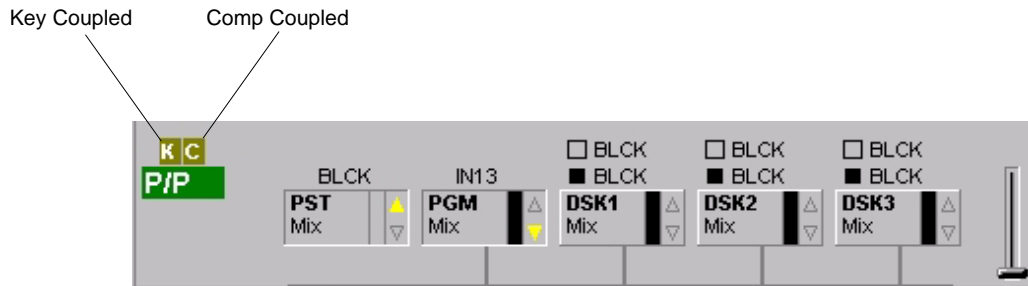 Key Coupled Comp Coupled
K C
P/P
BLCK IN13 BLCK BLCK BLCK
BLCK BLCK BLCK
PST PGM DSK1 DSK2 DSK3
Mix Mix Mix Mix Mix